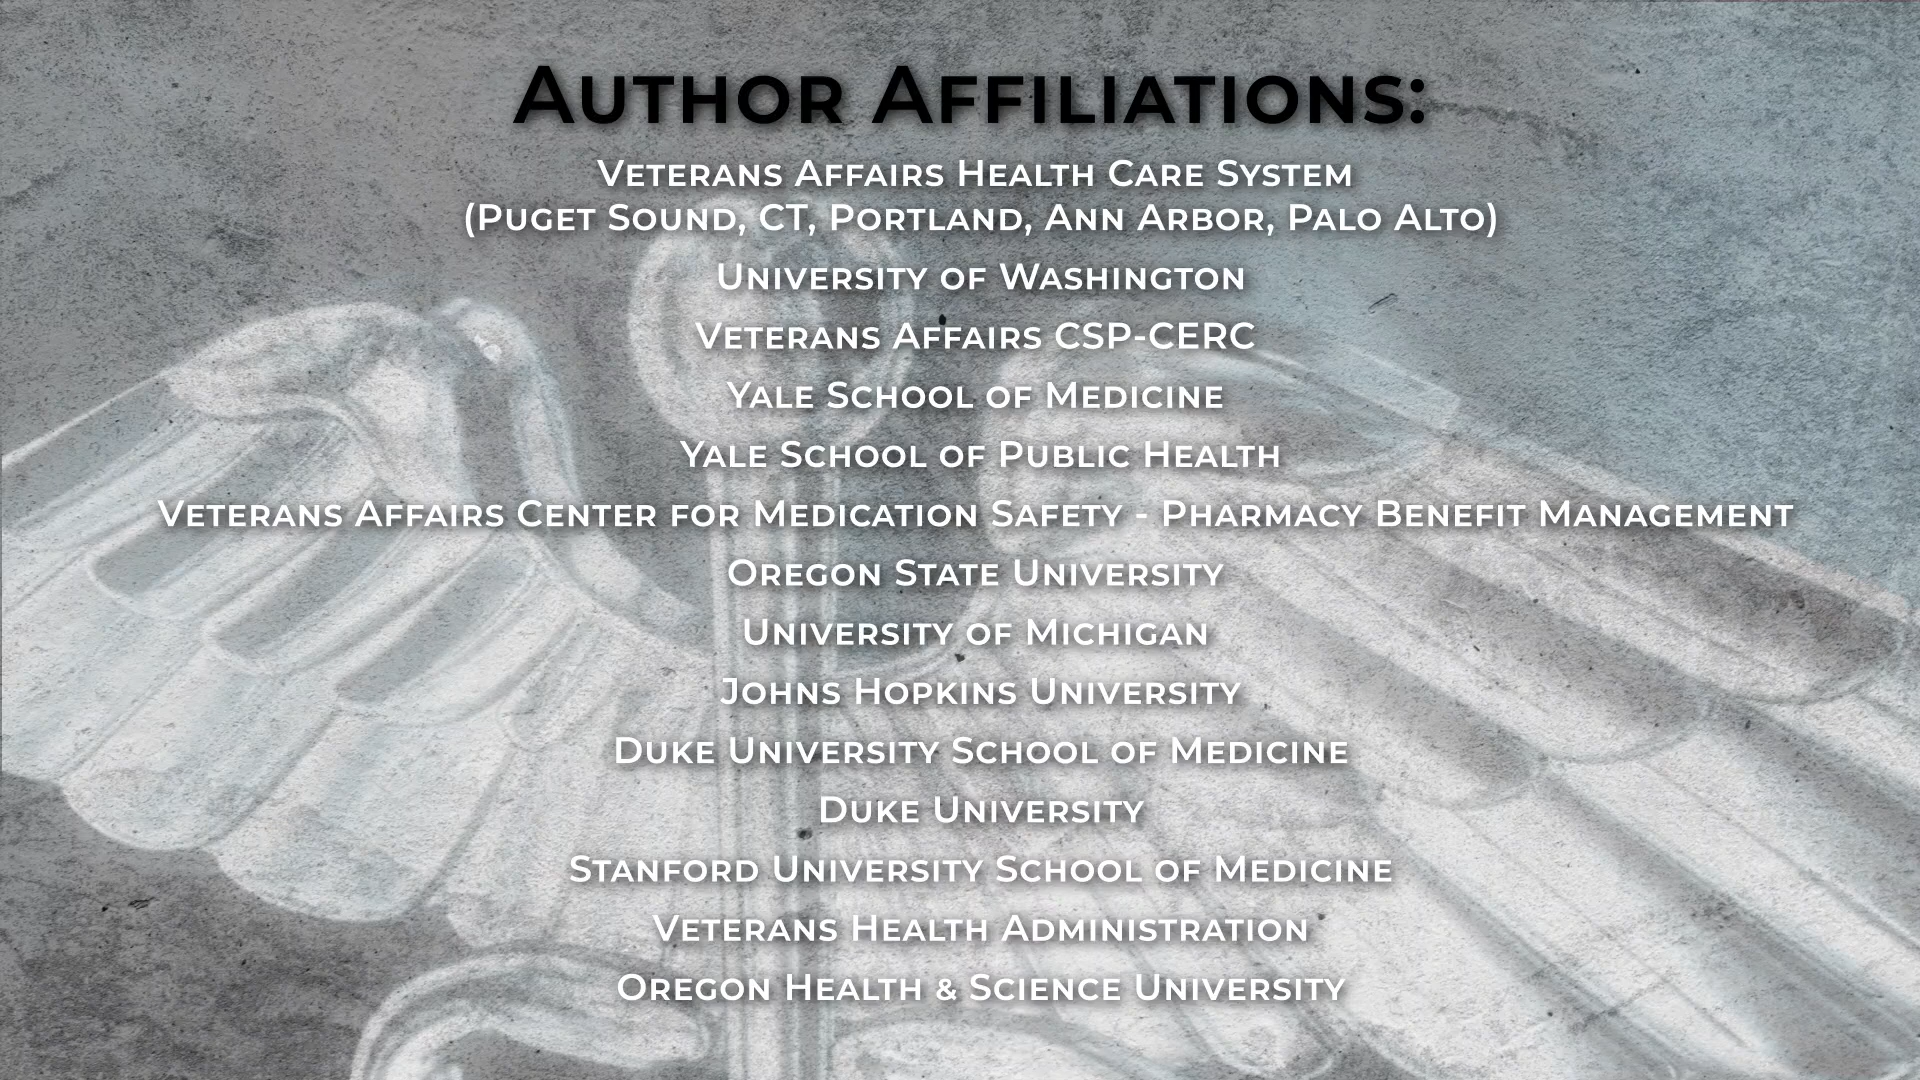 Author Affiliations:
Veterans Affairs Health Care System
(Puget Sound, CT, Portland, Ann Arbor, Palo Alto)
University of Washington
Veterans Affairs CSP-CERC
Yale School of Medicine
Yale School of Public Health
Veterans Affairs Center for Medication Safety - Pharmacy Benefit Management
Oregon State University
University of Michigan
Johns Hopkins University
Duke University School of Medicine
Duke University
Stanford University School of Medicine
Veterans Health Administration
Oregon Health & Science University